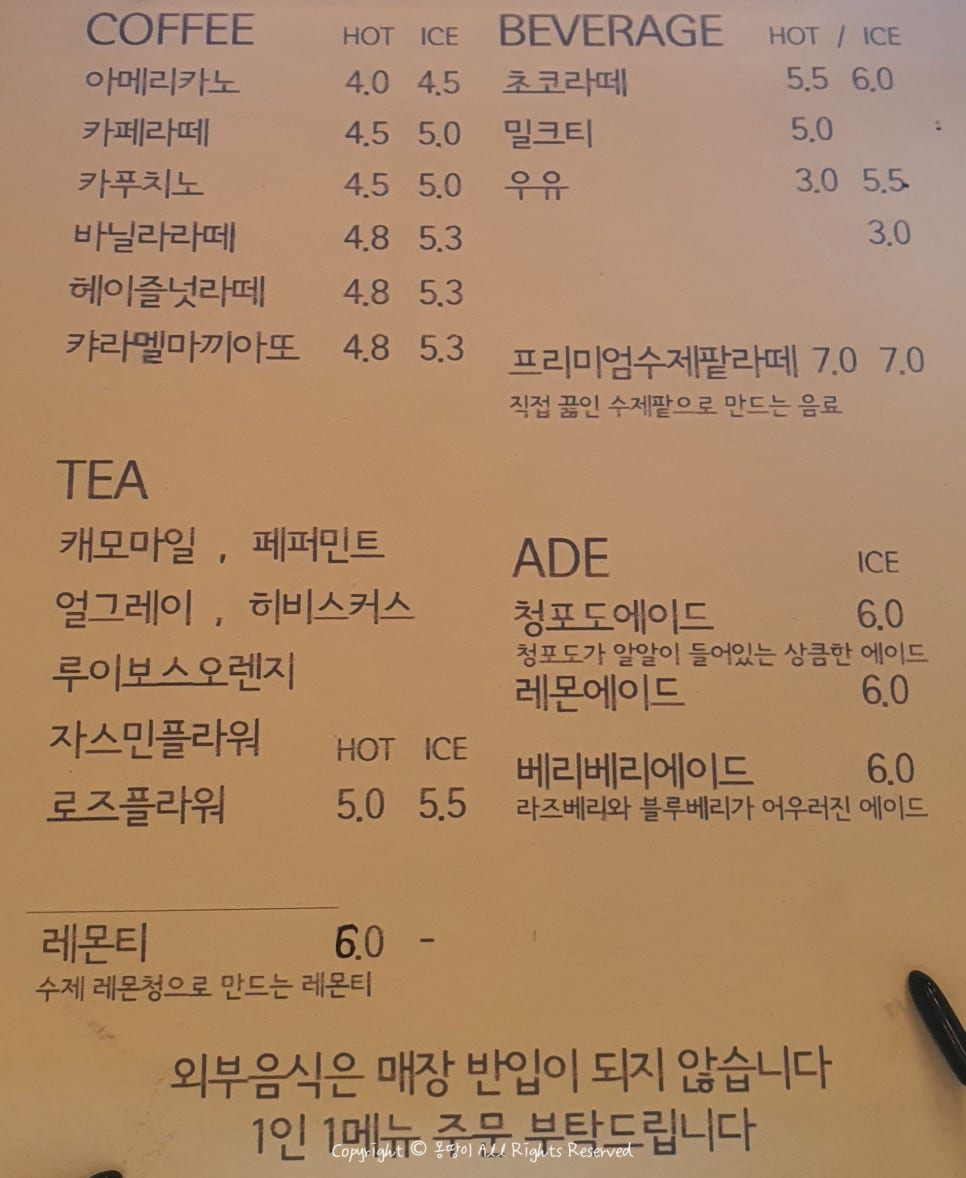 COFFEE HOT ICE
아메리카노 4.0 4.5
카페라떼 4.5 5.0
카푸치노 4.5 5.0
바닐라라떼 4.8 5.3
헤이즐넛라떼 4.8 5.3
캬라멜마끼아또 4.8 5.3
TEA
캐모마일 , 페퍼민트
얼그레이 , 히비스커스
루이보스오렌지
자스민플라워 HOT ICE
로즈플라워 5.0 5.5
레몬티 6.0 -
수제 레몬청으로 만드는 레몬티
BEVERAGE HOT / ICE
초코라떼 5.5 6.0
밀크티 5.0
우유 3.0 5.5
3.0
프리미엄수제팥라떼 7.0 7.0
직접 끓인 수제팥으로 만드는 음료
ADE ICE
청포도에이드 6.0
청포도가 알알이 들어있는 상큼한 에이드
레몬에이드 6.0
베리베리에이드 6.0
라즈베리와 블루베리가 어우러진 에이드
외부음식은 매장 반입이 되지 않습니다
1인 1메뉴 주문 부탁드립니다
Copyright © 몽땅이 All Rights Reserved